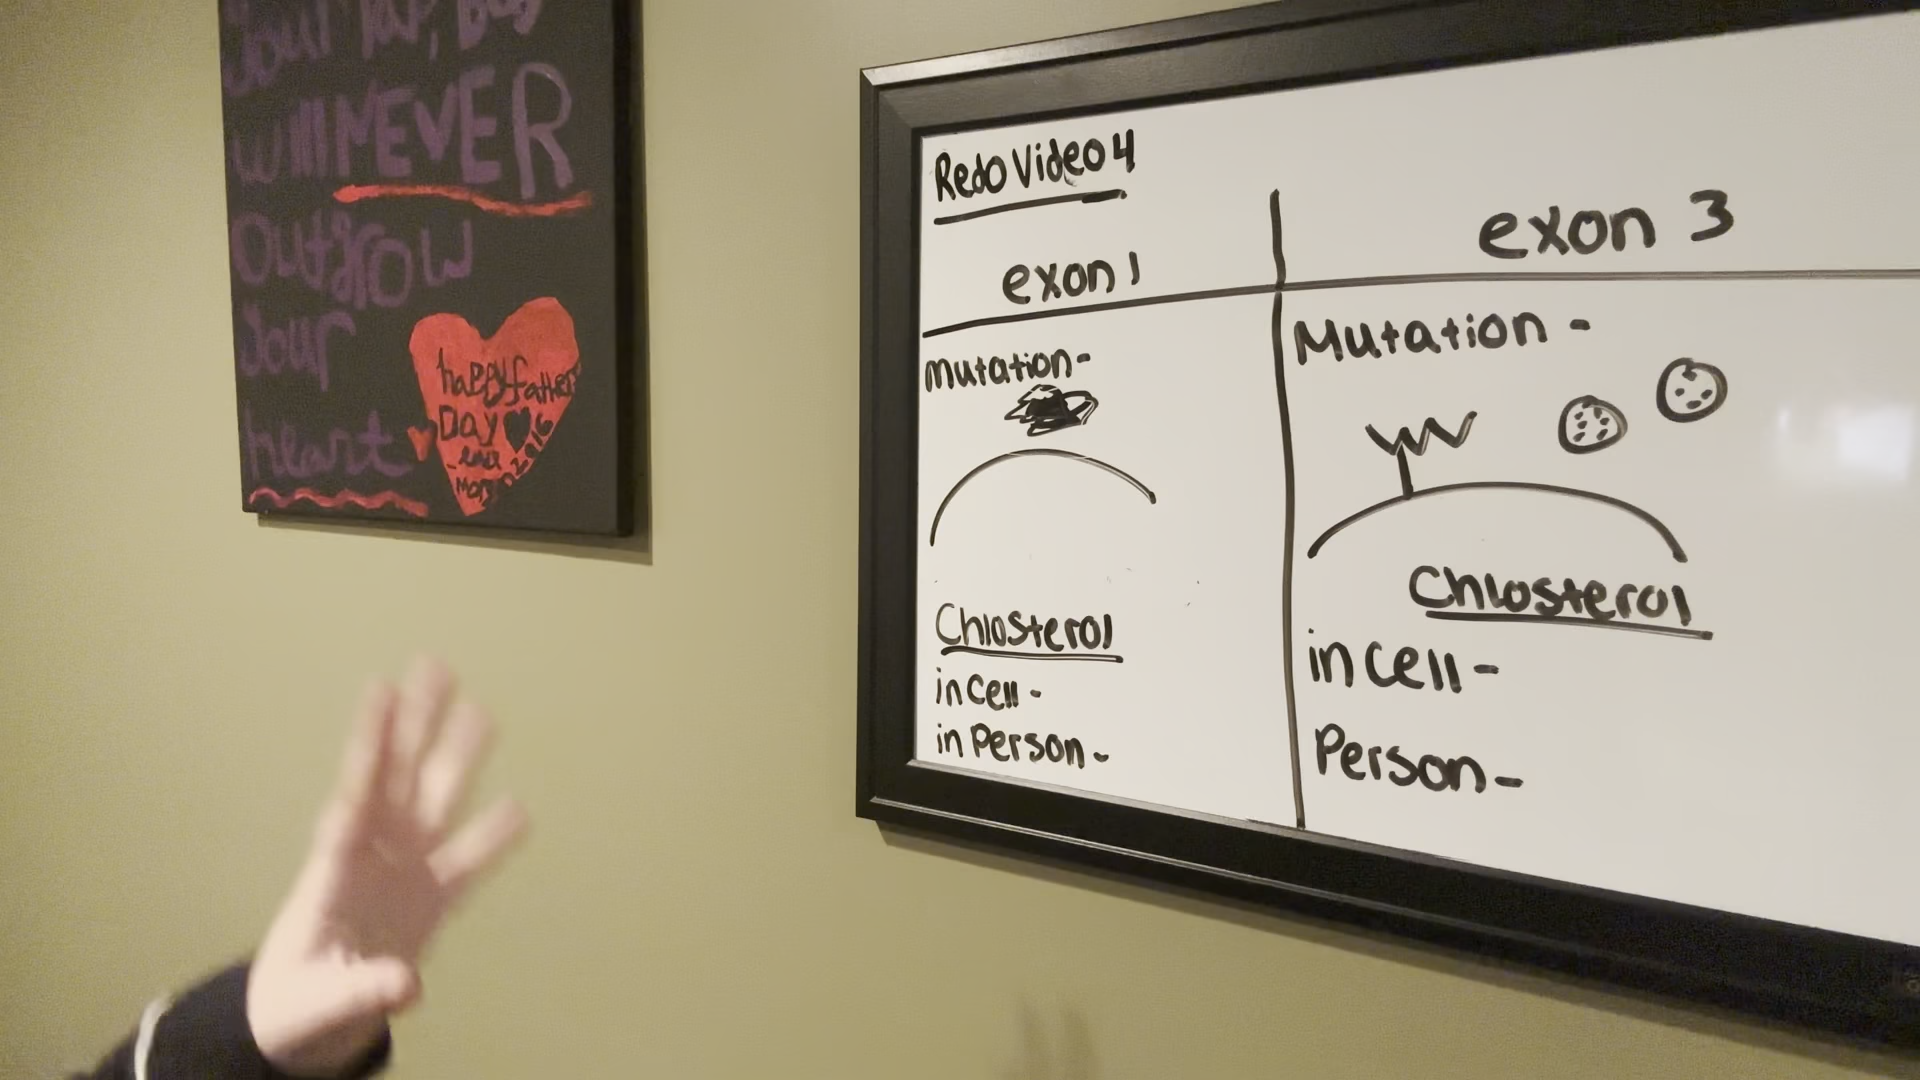 Your
will NEVER
Outgrow
Your
heart
happy father
Day
2016
Redo Video 4
exon 1
mutation-
Chlosterol
in Cell -
in Person -
exon 3
Mutation -
Chlosterol
in Cell -
Person -